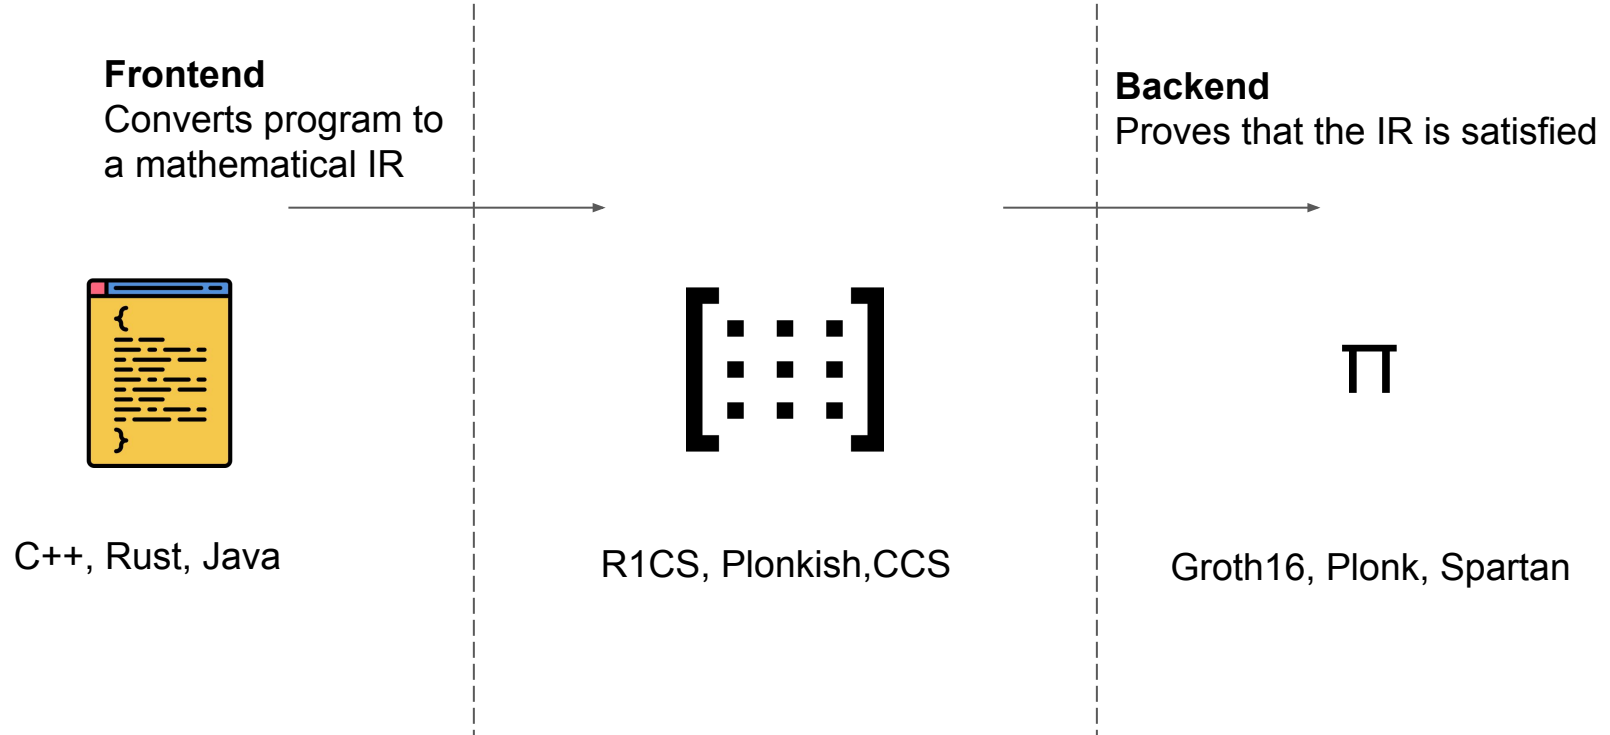 Frontend
Converts program to
a mathematical IR
Backend
Proves that the IR is satisfied
{
}
π
C++, Rust, Java
R1CS, Plonkish,CCS
Groth16, Plonk, Spartan